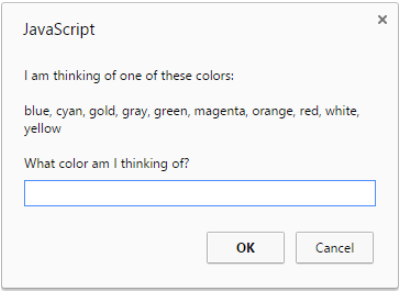 JavaScript
I am thinking of one of these colors:
blue, cyan, gold, gray, green, magenta, orange, red, white,
yellow
What color am I thinking of?
OK Cancel